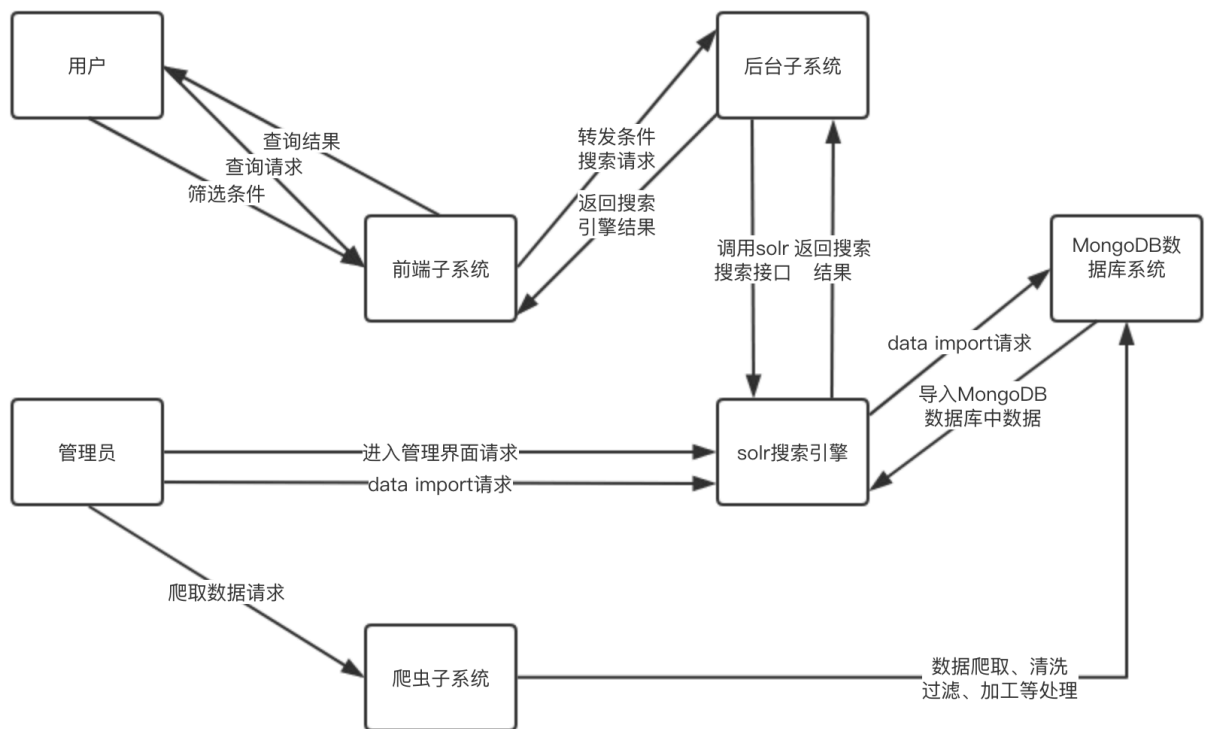 用户
后台子系统
查询结果
查询请求
筛选条件
转发条件
搜索请求
返回搜索
引擎结果
前端子系统
调用solr
搜索接口
返回搜索
结果
MongoDB数
据库系统
data import请求
导入MongoDB
数据库中数据
管理员
进入管理界面请求
data import请求
solr搜索引擎
爬取数据请求
爬虫子系统
数据爬取、清洗
过滤、加工等处理